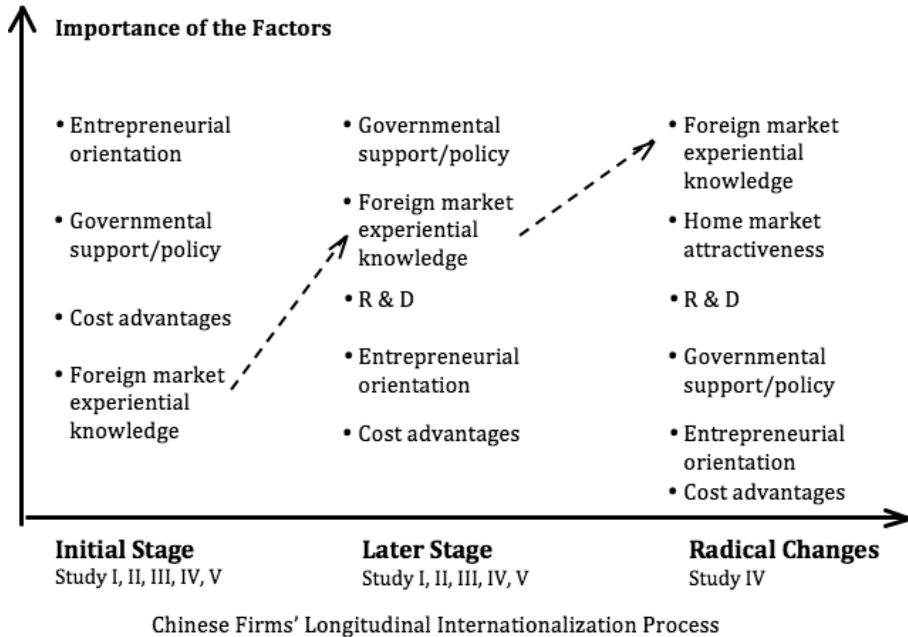 Importance of the Factors
• Entrepreneurial
orientation
• Governmental
support/policy
• Cost advantages
• Foreign market
experiential
knowledge
• Governmental
support/policy
• Foreign market
experiential
knowledge
• R & D
• Entrepreneurial
orientation
• Cost advantages
• Foreign market
experiential
knowledge
• Home market
attractiveness
• R & D
• Governmental
support/policy
• Entrepreneurial
orientation
• Cost advantages
Initial Stage
Study I, II, III, IV, V
Later Stage
Study I, II, III, IV, V
Radical Changes
Study IV
Chinese Firms’ Longitudinal Internationalization Process